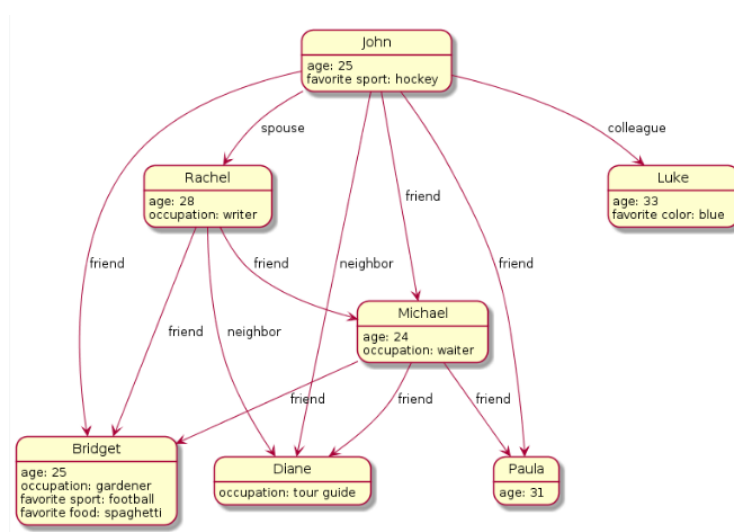 John
age: 25
favorite sport: hockey
spouse
colleague
Rachel
age: 28
occupation: writer
Luke
age: 33
favorite color: blue
friend
friend
friend
neighbor
friend
friend
neighbor
friend
Michael
age: 24
occupation: waiter
friend
friend
friend
Bridget
age: 25
occupation: gardener
favorite sport: football
favorite food: spaghetti
Diane
occupation: tour guide
Paula
age: 31